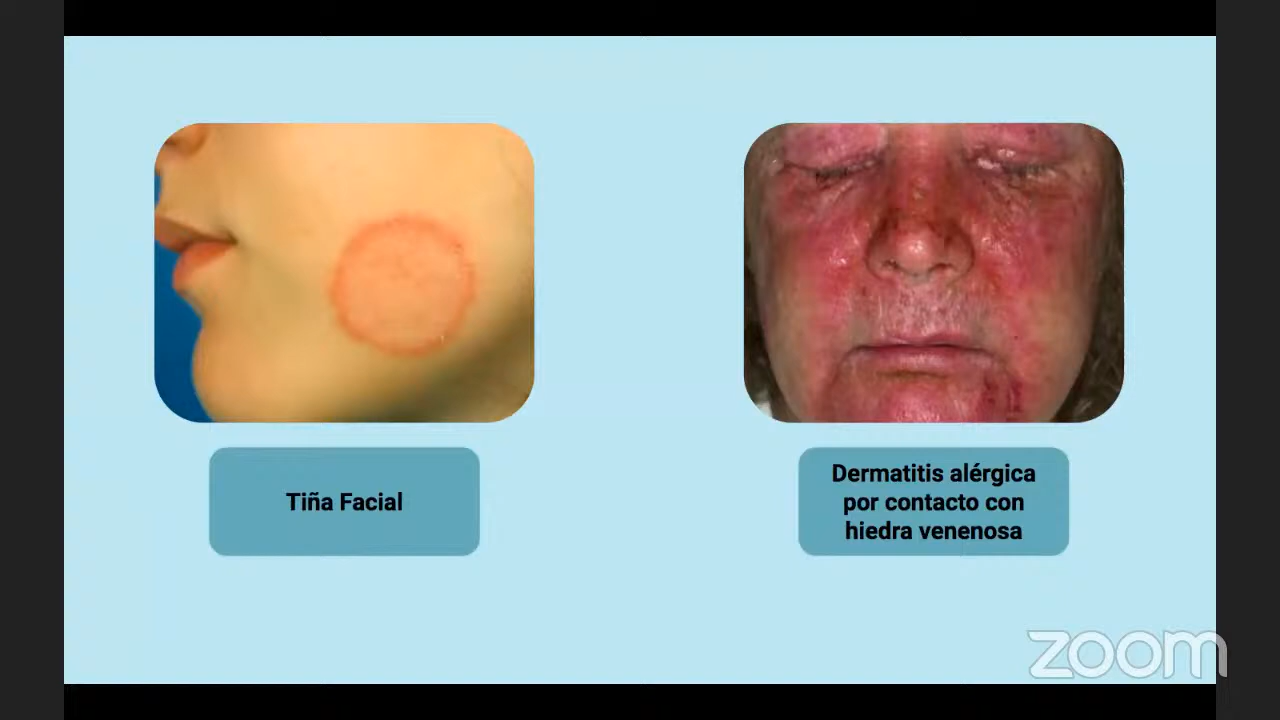 Tiña Facial
Dermatitis alérgica
por contacto con
hiedra venenosa
zoom